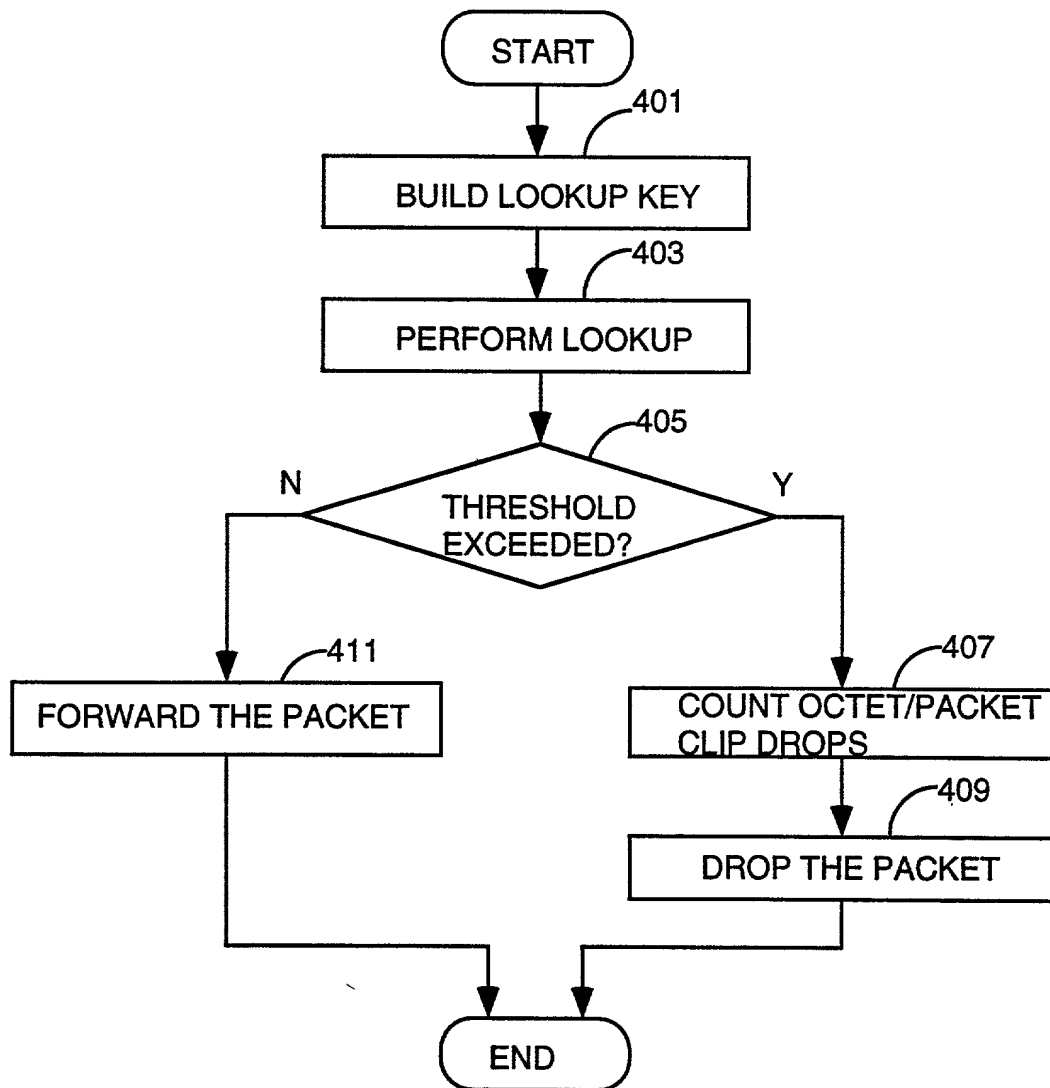 START
401
BUILD LOOKUP KEY
403
PERFORM LOOKUP
405
N
Y
THRESHOLD
EXCEEDED?
411
FORWARD THE PACKET
407
COUNT OCTET/PACKET
CLIP DROPS
409
DROP THE PACKET
END